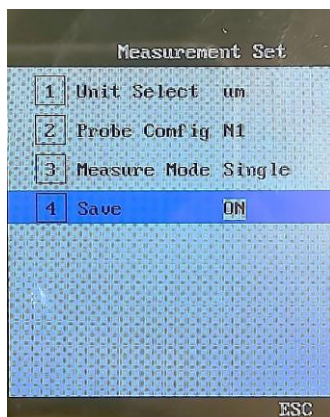 Measurement Set
1 Unit Select um
2 Probe Config N1
3 Measure Mode Single
4 Save ON
ESC